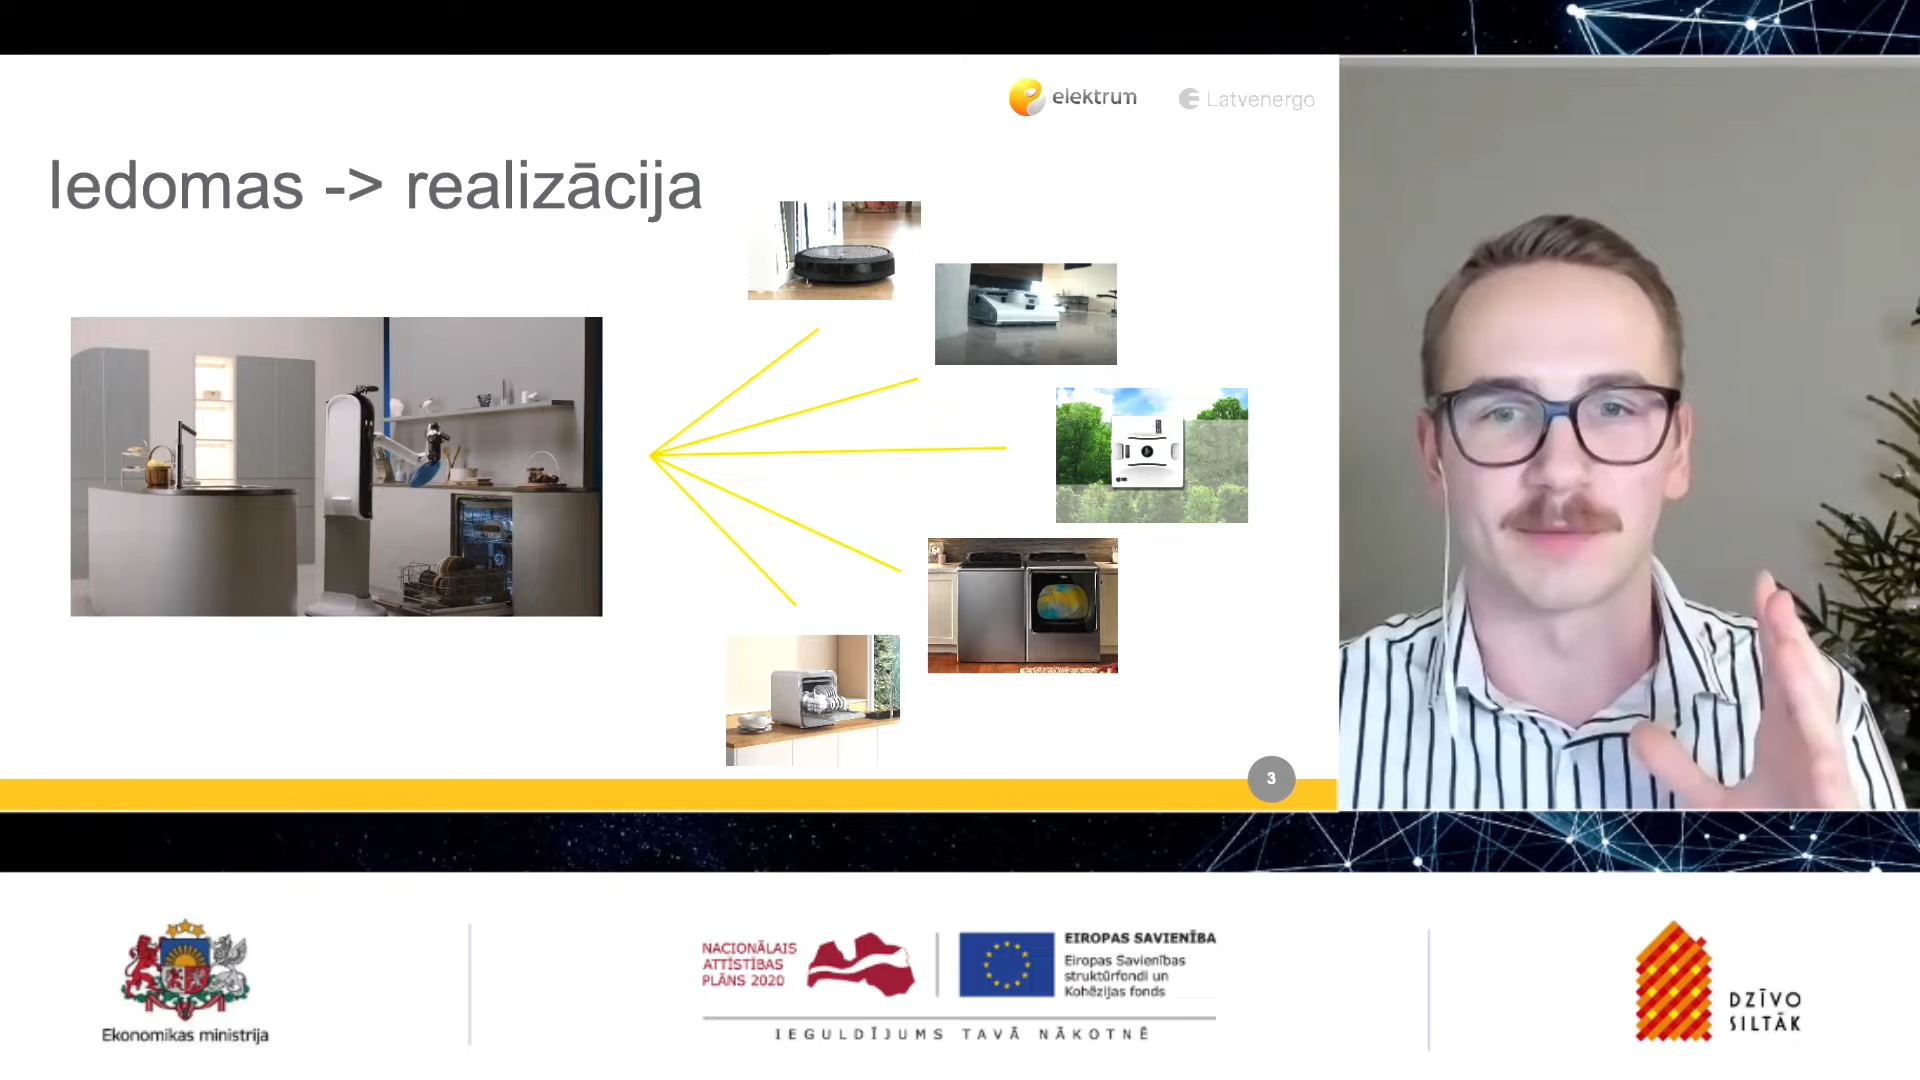 elektrum
Latvenergo
Iedomas -> realizācija
3
Ekonomikas ministrija
NACIONĀLAIS
ATTĪSTĪBAS
PLĀNS 2020
EIROPAS SAVIENĪBA
Eiropas Savienības
struktūrfondi un
Kohēzijas fonds
IEGULDĪJUMS TAVĀ NĀKOTNĒ
DZĪVO
SILTĀK